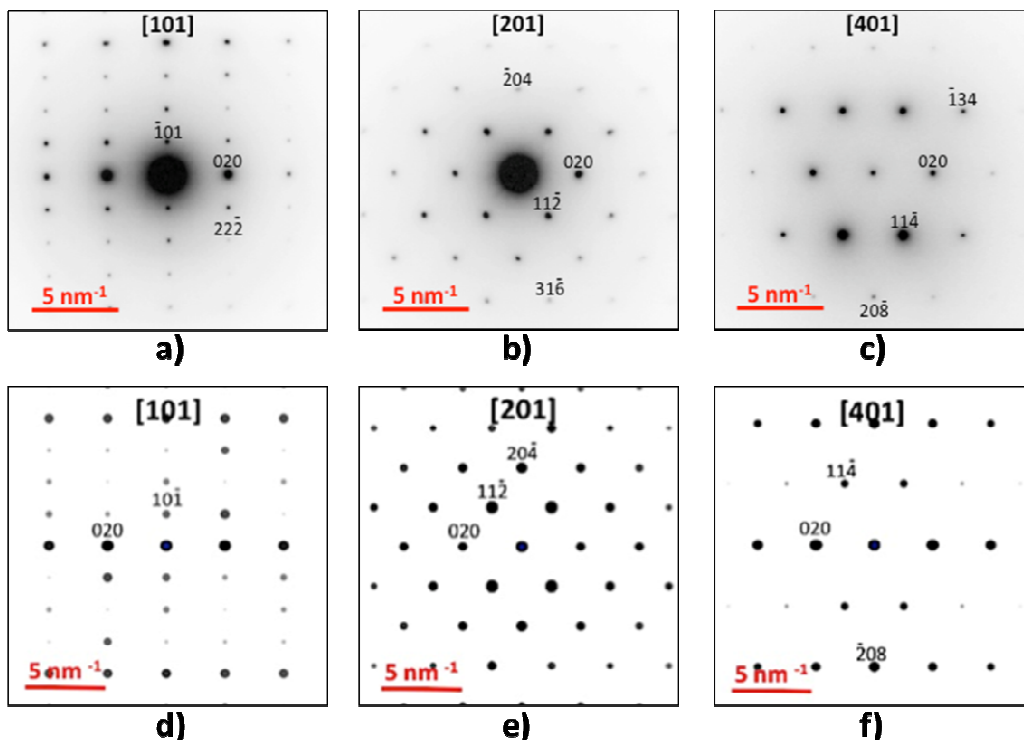 [101]
1̄01
020
222̄
5 nm⁻¹
a)
[201]
2̄04
020
112̄
316̄
5 nm⁻¹
b)
[401]
1̄34
020
114̄
208̄
5 nm⁻¹
c)
[101]
101̄
020
5 nm ⁻¹
d)
[201]
204̄
112̄
020
5 nm ⁻¹
e)
[401]
114̄
020
2̄08
5 nm ⁻¹
f)